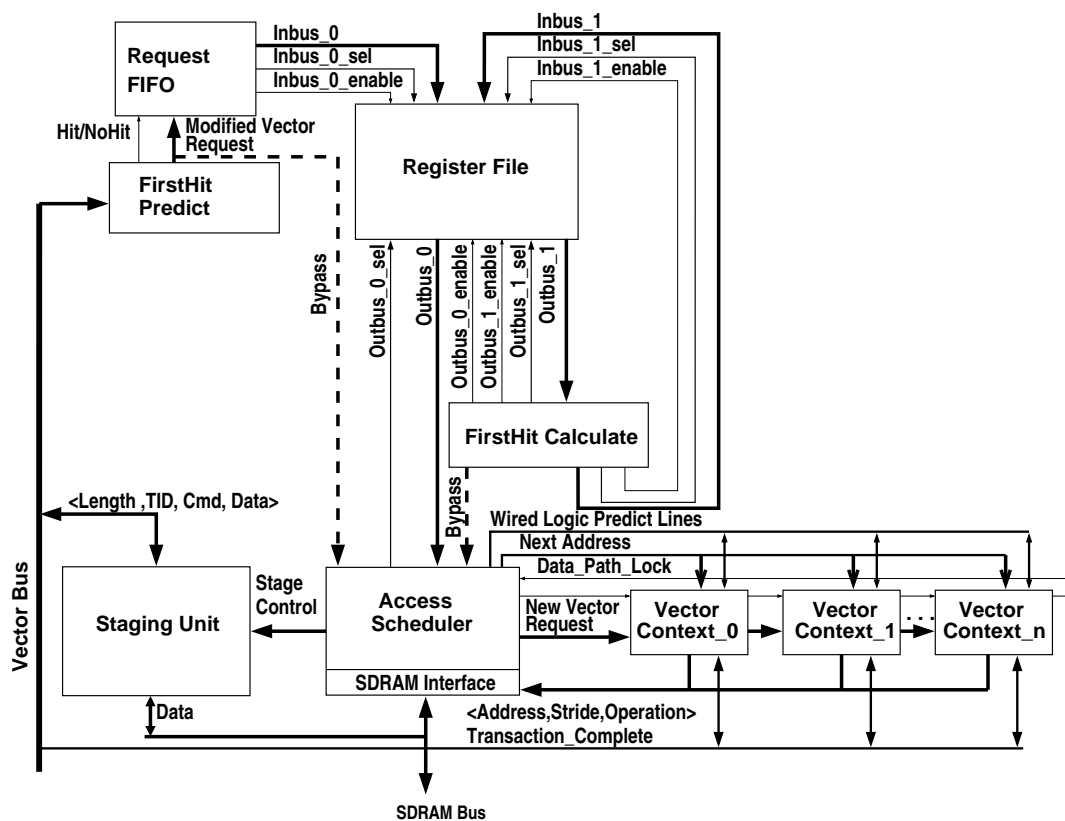 Inbus_0
Inbus_0_sel
Inbus_0_enable
Inbus_1
Inbus_1_sel
Inbus_1_enable
Request
FIFO
Hit/NoHit
Modified Vector
Request
Register File
FirstHit
Predict
Bypass
Outbus_0_sel
Outbus_0
Outbus_0_enable
Outbus_1_enable
Outbus_1_sel
Outbus_1
FirstHit Calculate
Bypass
<Length ,TID, Cmd, Data>
Wired Logic Predict Lines
Next Address
Data_Path_Lock
Vector Bus
Staging Unit
Stage
Control
Access
Scheduler
SDRAM Interface
New Vector
Request
Vector
Context_0
Vector
Context_1
. . .
Vector
Context_n
Data
<Address,Stride,Operation>
Transaction_Complete
SDRAM Bus